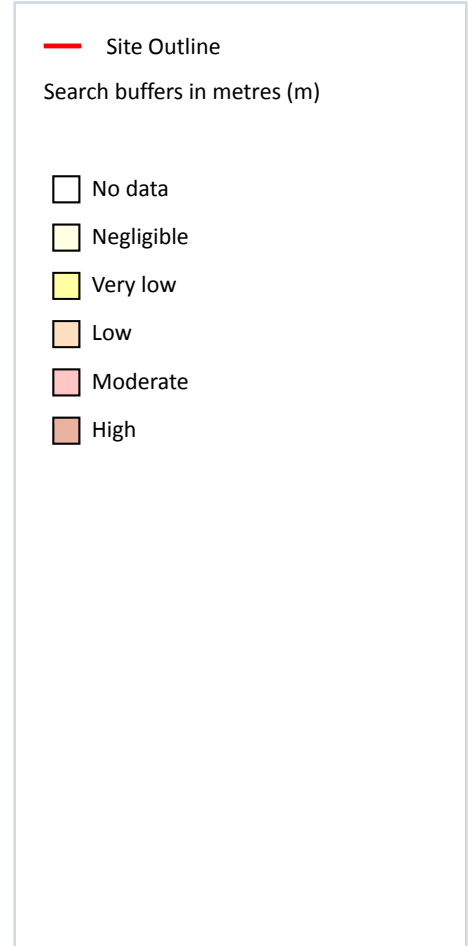 Site Outline
Search buffers in metres (m)
No data
Negligible
Very low
Low
Moderate
High